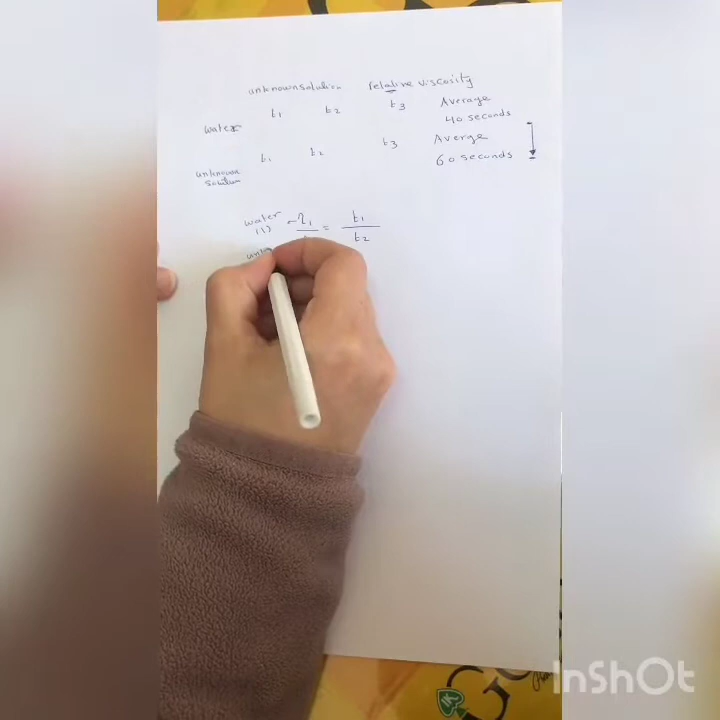 unknown solution relative viscosity
t1 t2 t3 Average
water 40 seconds
t1 t2 t3 Averge
unknown 60 seconds
solution
water η1 = t1
(1) t2
InShOt